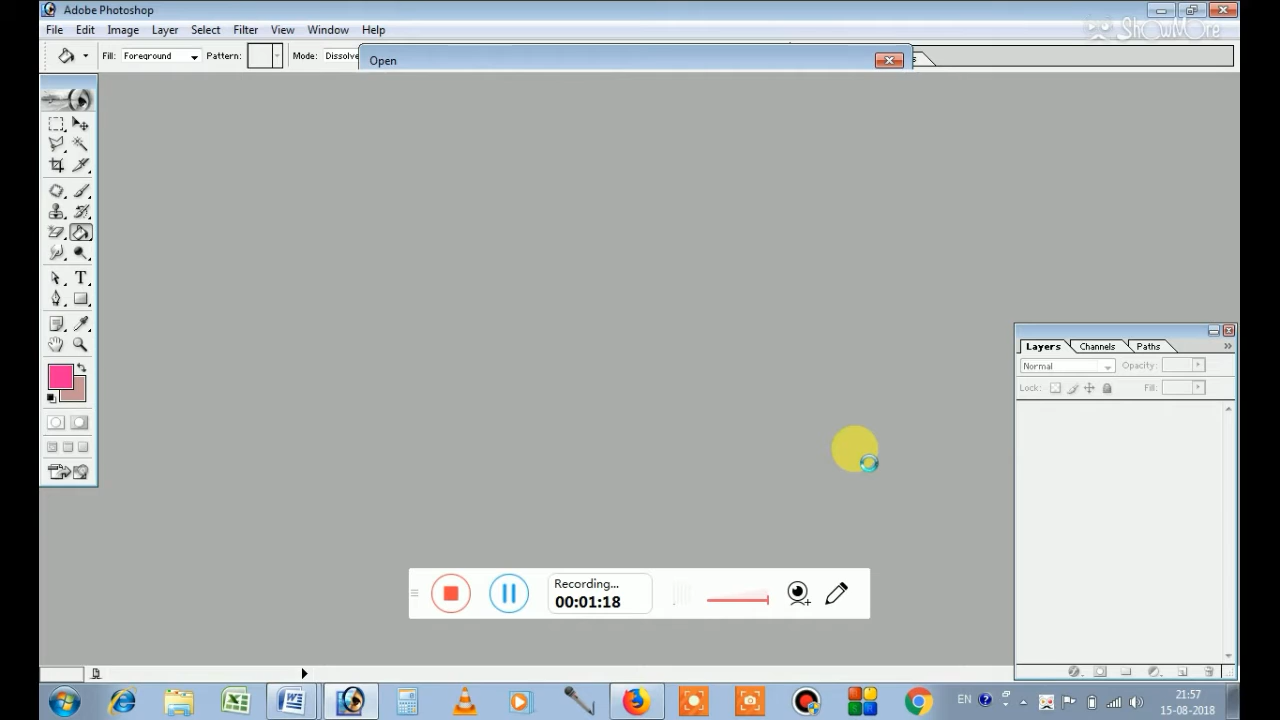 Adobe Photoshop
ShowMore
File Edit Image Layer Select Filter View Window Help
Fill: Foreground Pattern: Mode: Dissolve
Open
T
Layers Channels Paths
Normal Opacity:
Lock: Fill:
Recording...
00:01:18
EN
21:57
15-08-2018